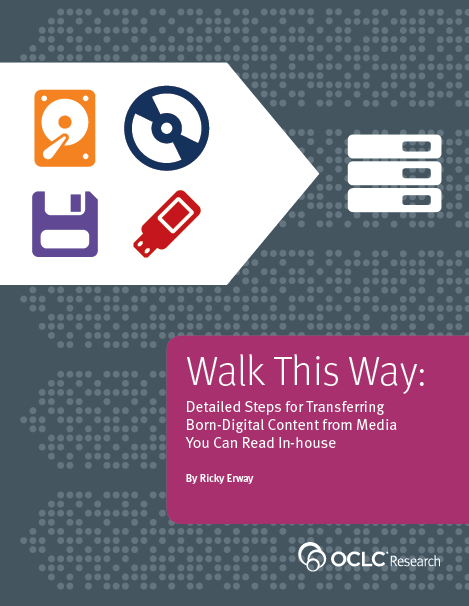 Walk This Way:
Detailed Steps for Transferring
Born-Digital Content from Media
You Can Read In-house
By Ricky Erway
OCLC Research